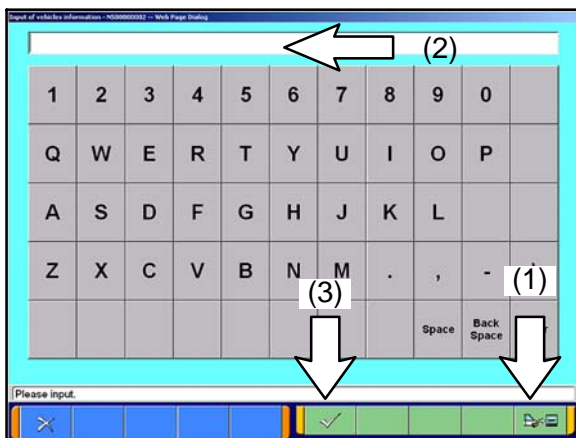 Input of vehicles information - NS00000002 -- Web Page Dialog
(2)
1 2 3 4 5 6 7 8 9 0
Q W E R T Y U I O P
A S D F G H J K L
Z X C V B N M . , -
(3) (1)
Space Back Space
Please input.